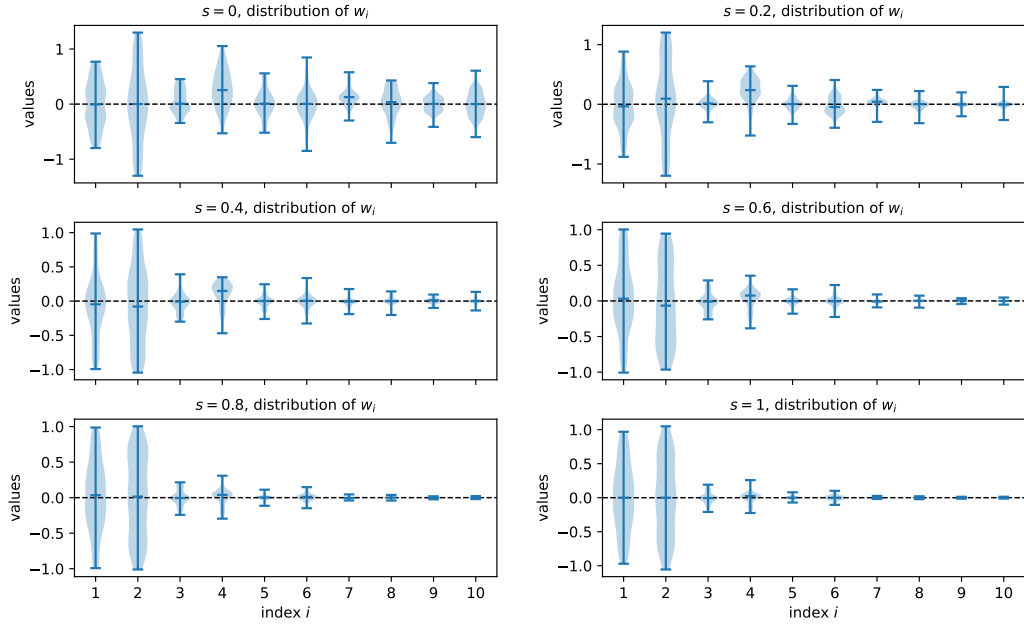 s = 0, distribution of w_i
values
1
0
−1
s = 0.2, distribution of w_i
values
1
0
−1
s = 0.4, distribution of w_i
values
1.0
0.5
0.0
−0.5
−1.0
s = 0.6, distribution of w_i
values
1.0
0.5
0.0
−0.5
−1.0
s = 0.8, distribution of w_i
values
1.0
0.5
0.0
−0.5
−1.0
1 2 3 4 5 6 7 8 9 10
index i
s = 1, distribution of w_i
values
1.0
0.5
0.0
−0.5
−1.0
1 2 3 4 5 6 7 8 9 10
index i